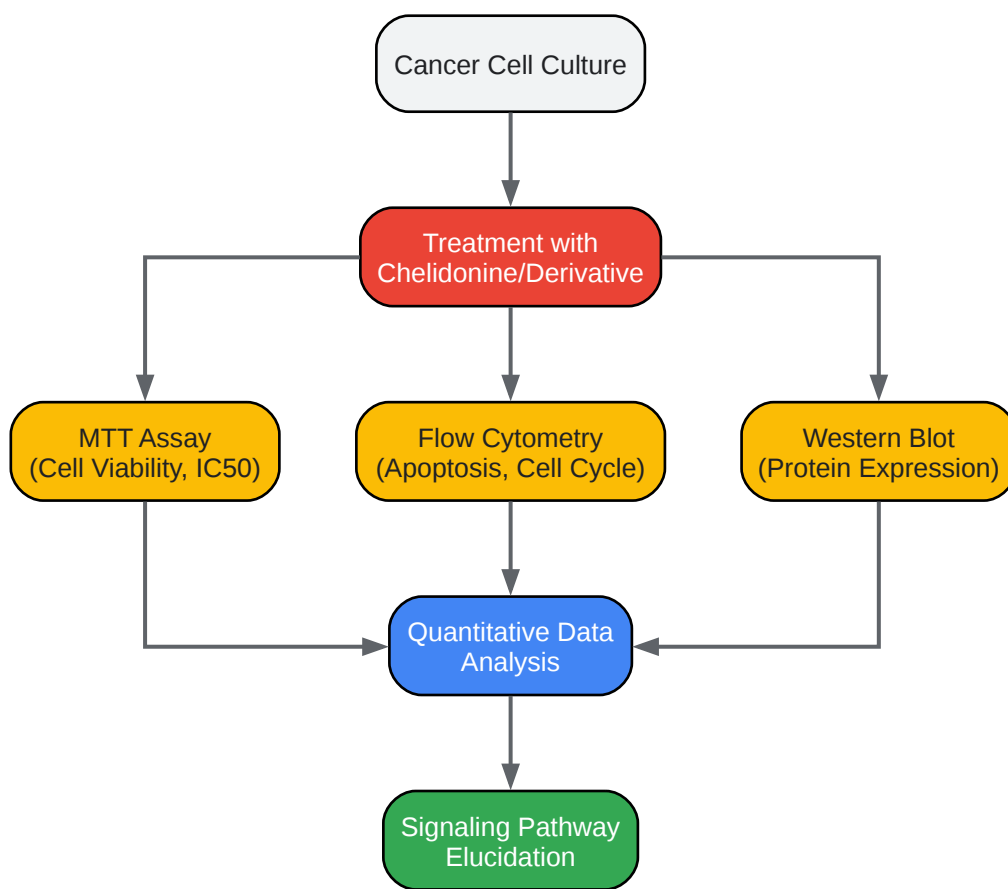 Cancer Cell Culture
Treatment with
Chelidonine/Derivative
MTT Assay
(Cell Viability, IC50)
Flow Cytometry
(Apoptosis, Cell Cycle)
Western Blot
(Protein Expression)
Quantitative Data
Analysis
Signaling Pathway
Elucidation